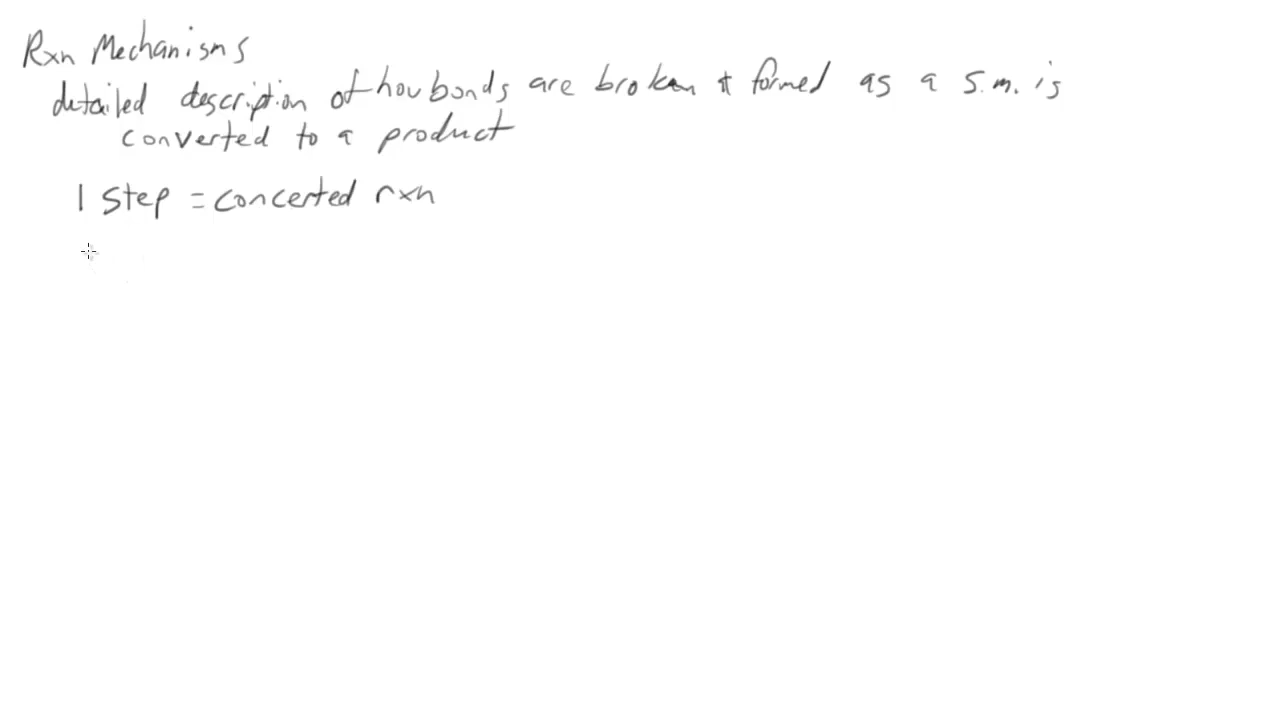 Rxn Mechanisms
detailed description of how bonds are broken + formed as a s.m. is
converted to a product
1 step = concerted rxn